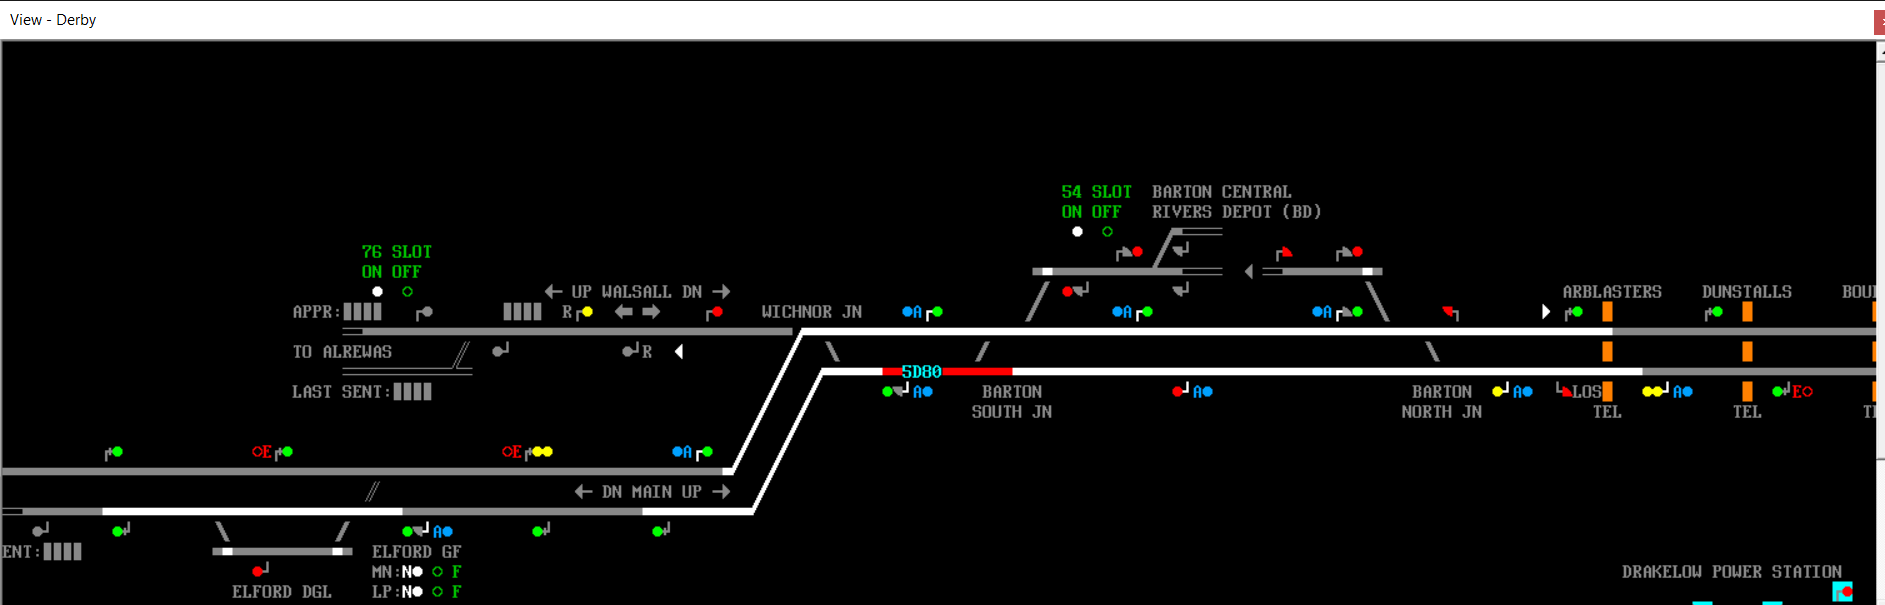 View - Derby
54 SLOT BARTON CENTRAL
ON OFF RIVERS DEPOT (BD)
76 SLOT
ON OFF
← UP WALSALL DN → ARBLASTERS DUNSTALLS BOU
APPR: R WICHNOR JN A A A
TO ALREWAS R
5D80
LAST SENT: A BARTON A BARTON A LOS A E
SOUTH JN NORTH JN TEL TEL
E E A
← DN MAIN UP →
A
ENT: ELFORD GF
MN:N F DRAKELOW POWER STATION
ELFORD DGL LP:N F